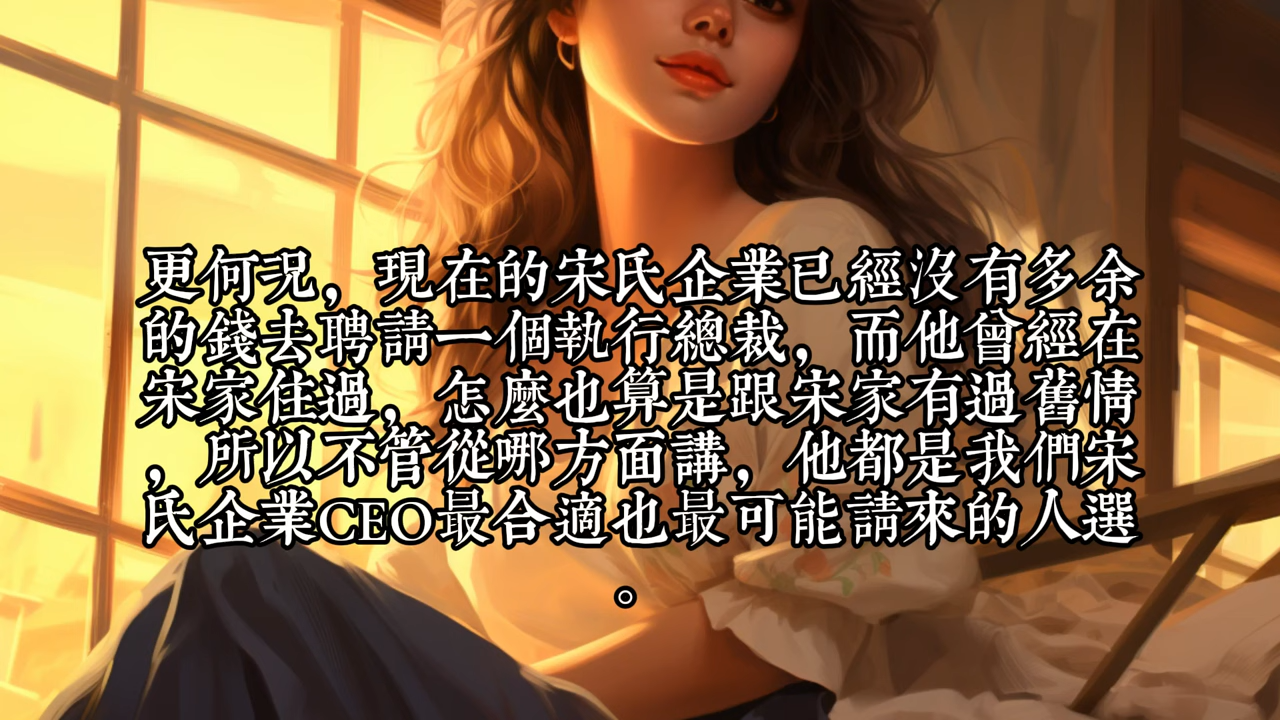 更何況，現在的宋氏企業已經沒有多余
的錢去聘請一個執行總裁，而他曾經在
宋家住過，怎麼也算是跟宋家有過舊情
，所以不管從哪方面講，他都是我們宋
氏企業CEO最合適也最可能請來的人選
。